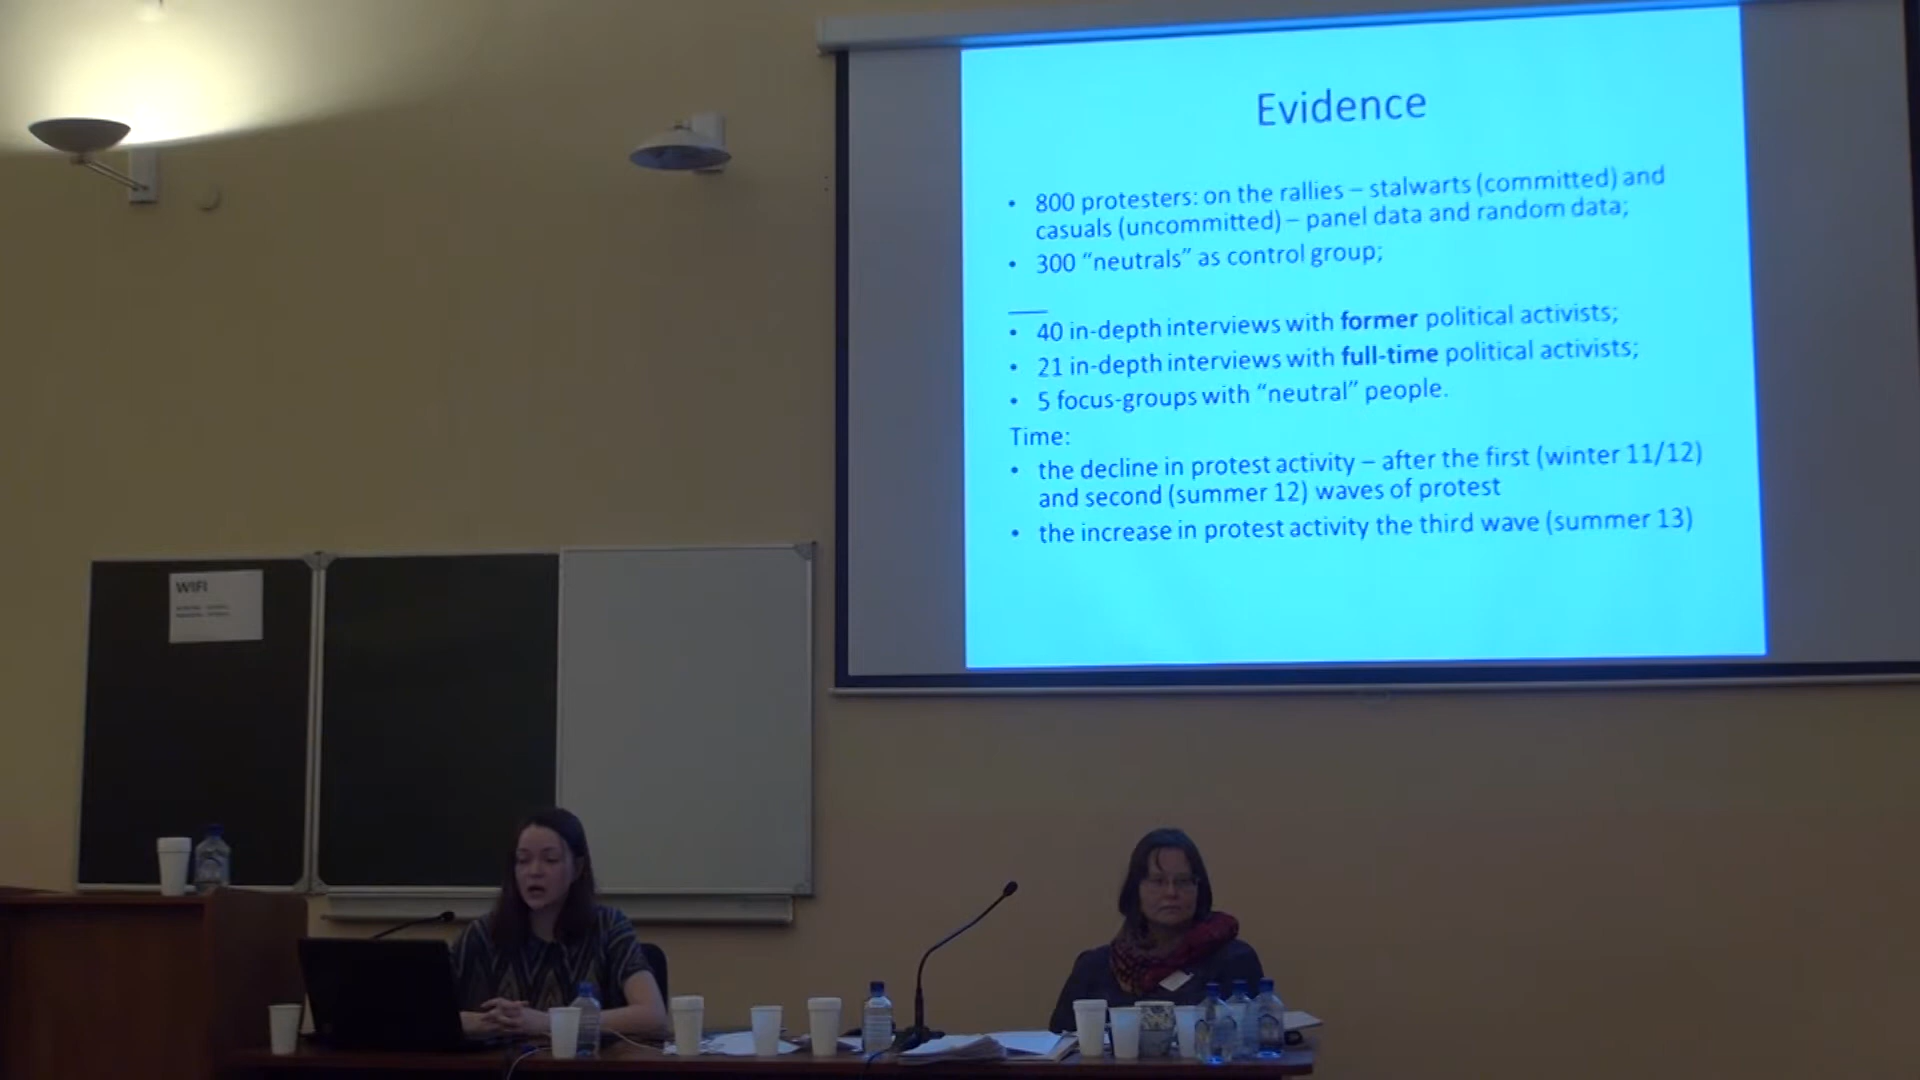 Evidence
• 800 protesters: on the rallies – stalwarts (committed) and
casuals (uncommitted) – panel data and random data;
• 300 “neutrals” as control group;
• 40 in-depth interviews with former political activists;
• 21 in-depth interviews with full-time political activists;
• 5 focus-groups with “neutral” people.
Time:
• the decline in protest activity – after the first (winter 11/12)
and second (summer 12) waves of protest
• the increase in protest activity the third wave (summer 13)
WIFI